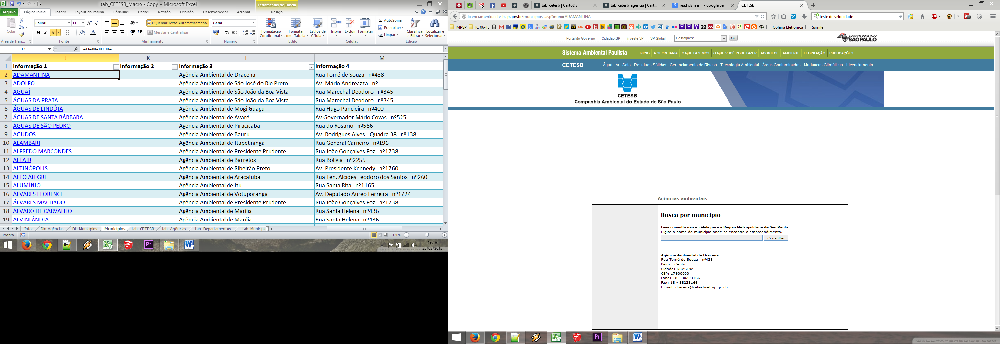 tab_CETESB_Macro - Copy - Microsoft Excel
Ferramentas de Tabela
Arquivo Página Inicial Inserir Layout da Página Fórmulas Dados Revisão Exibição Desenvolvedor Acrobat Design
Colar
Calibri 11
Quebrar Texto Automaticamente
Geral
N I S
Mesclar e Centralizar
% 000
Formatação Condicional
Formatar como Tabela
Estilos de Célula
Inserir Excluir Formatar
Σ AutoSoma
Preencher
Limpar
Classificar e Filtrar
Localizar e Selecionar
Área de Tran... Fonte Alinhamento Número Estilo Células Edição
J2 fx ADAMANTINA
J K L M
1 Informação 1 Informação 2 Informação 3 Informação 4
2 ADAMANTINA Agência Ambiental de Dracena Rua Tomé de Souza nº438
3 ADOLFO Agência Ambiental de São José do Rio Preto Av. Mário Andreazza nº
4 AGUAÍ Agência Ambiental de São João da Boa Vista Rua Marechal Deodoro nº345
5 ÁGUAS DA PRATA Agência Ambiental de São João da Boa Vista Rua Marechal Deodoro nº345
6 ÁGUAS DE LINDÓIA Agência Ambiental de Mogi Guaçu Rua Hugo Pancieira nº400
7 ÁGUAS DE SANTA BÁRBARA Agência Ambiental de Avaré Av Governador Mário Covas nº525
8 ÁGUAS DE SÃO PEDRO Agência Ambiental de Piracicaba Rua do Rosário nº566
9 AGUDOS Agência Ambiental de Bauru Av. Rodrigues Alves - Quadra 38 nº138
10 ALAMBARI Agência Ambiental de Itapetininga Rua General Carneiro nº196
11 ALFREDO MARCONDES Agência Ambiental de Presidente Prudente Rua João Gonçalves Foz nº1738
12 ALTAIR Agência Ambiental de Barretos Rua Bolívia nº2255
13 ALTINÓPOLIS Agência Ambiental de Ribeirão Preto Av. Presidente Kennedy nº1760
14 ALTO ALEGRE Agência Ambiental de Araçatuba Rua Ten. Alcides Teodoro dos Santos nº260
15 ALUMÍNIO Agência Ambiental de Itu Rua Santa Rita nº1165
16 ÁLVARES FLORENCE Agência Ambiental de Votuporanga Av. Deputado Aureo Ferreira nº1724
17 ÁLVARES MACHADO Agência Ambiental de Presidente Prudente Rua João Gonçalves Foz nº1738
18 ÁLVARO DE CARVALHO Agência Ambiental de Marília Rua Santa Helena nº436
19 ALVINLÂNDIA Agência Ambiental de Marília Rua Santa Helena nº436
Infos Din.Agências Din.Municípios Municípios tab_CETESB tab_Agências tab_Departamentos tab_Municipi
Pronto 130%
Pr
19:16
25/08/2015
tab_cetesb | CartoDB
tab_cetesb_agencia | Cart...
read xlsm in r - Google Se...
CETESB
licenciamento.cetesb.sp.gov.br/municipioss.asp?muni=ADAMANTINA
teste de velocidade
MPSP IC 06-13 22 Coleira Eletrônica Samile
Portal do Governo Cidadão.SP Investe SP SP Global Destaques: OK
GOVERNO DO ESTADO
SÃO PAULO
Sistema Ambiental Paulista INÍCIO A SECRETARIA O QUE FAZEMOS O QUE VOCÊ PODE FAZER ACONTECE AMBIENTE LEGISLAÇÃO PUBLICAÇÕES
CETESB Água Ar Solo Resíduos Sólidos Gerenciamento de Riscos Tecnologia Ambiental Áreas Contaminadas Mudanças Climáticas Licenciamento
CETESB
Companhia Ambiental do Estado de São Paulo
Agências ambientais
Busca por município
Essa consulta não é válida para a Região Metropolitana de São Paulo.
Digite o nome da município onde se encontra o empreendimento.
Consultar
Agência Ambiental de Dracena
Rua Tomé de Souza nº438
Bairro: Centro
Cidade: DRACENA
CEP: 17900000
Fone: 18 - 38223166
Fax: 18 - 38223166
E-mail: dracena@cetesbnet.sp.gov.br
Pr
WALLPAPERSWIDE.COM